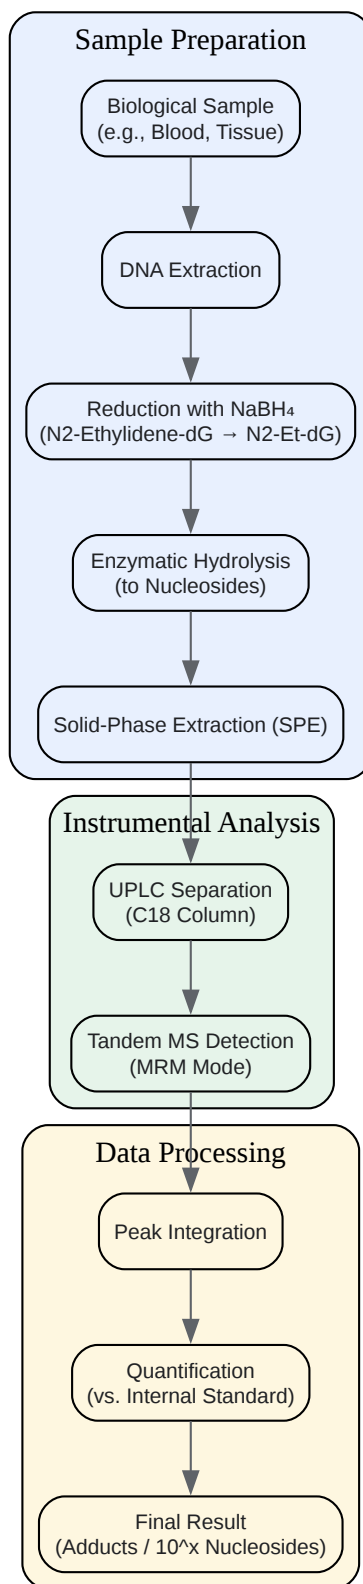 Sample Preparation
Biological Sample
(e.g., Blood, Tissue)
DNA Extraction
Reduction with NaBH₄
(N2-Ethylidene-dG → N2-Et-dG)
Enzymatic Hydrolysis
(to Nucleosides)
Solid-Phase Extraction (SPE)
Instrumental Analysis
UPLC Separation
(C18 Column)
Tandem MS Detection
(MRM Mode)
Data Processing
Peak Integration
Quantification
(vs. Internal Standard)
Final Result
(Adducts / 10^x Nucleosides)